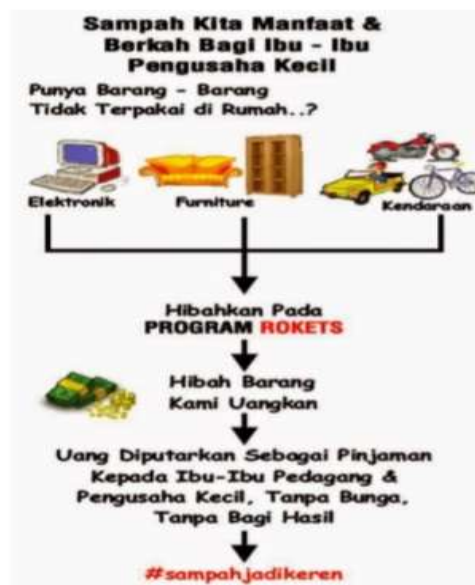 Sampah Kita Manfaat &
Berkah Bagi Ibu - Ibu
Pengusaha Kecil
Punya Barang - Barang
Tidak Terpakai di Rumah..?
Elektronik
Furniture
Kendaraan
Hibahkan Pada
PROGRAM ROKETS
Hibah Barang
Kami Uangkan
Uang Diputarkan Sebagai Pinjaman
Kepada Ibu-Ibu Pedagang &
Pengusaha Kecil, Tanpa Bunga,
Tanpa Bagi Hasil
#sampahjadikeren